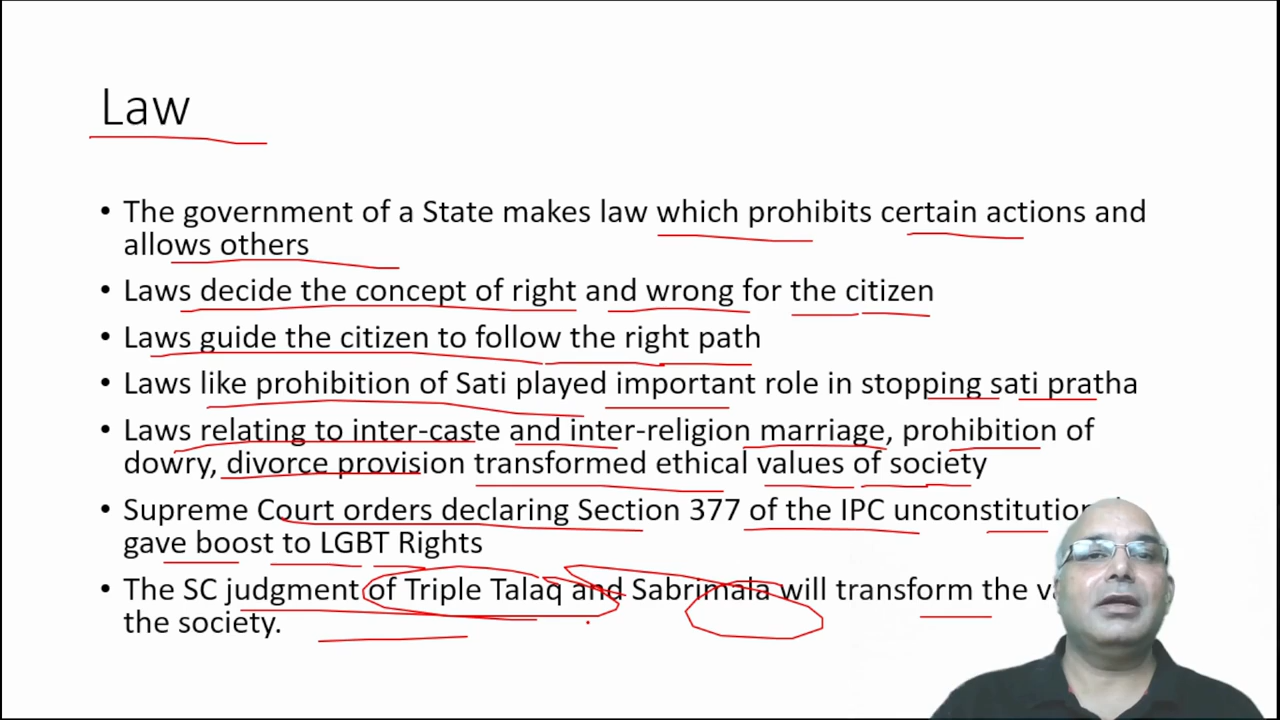 Law
• The government of a State makes law which prohibits certain actions and
allows others
• Laws decide the concept of right and wrong for the citizen
• Laws guide the citizen to follow the right path
• Laws like prohibition of Sati played important role in stopping sati pratha
• Laws relating to inter-caste and inter-religion marriage, prohibition of
dowry, divorce provision transformed ethical values of society
• Supreme Court orders declaring Section 377 of the IPC
gave boost to LGBT Rights
• The SC judgment of Triple Talaq and Sabrimala will transform the
the society.